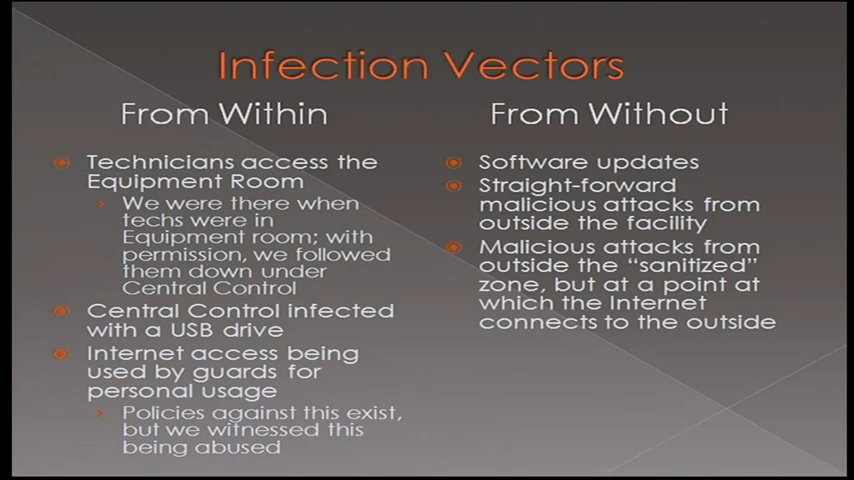 Infection Vectors
From Within
Technicians access the
Equipment Room
We were there when
techs were in
Equipment room; with
permission, we followed
them down under
Central Control
Central Control infected
with a USB drive
Internet access being
used by guards for
personal usage
Policies against this exist,
but we witnessed this
being abused
From Without
Software updates
Straight-forward
malicious attacks from
outside the facility
Malicious attacks from
outside the “sanitized”
zone, but at a point at
which the Internet
connects to the outside